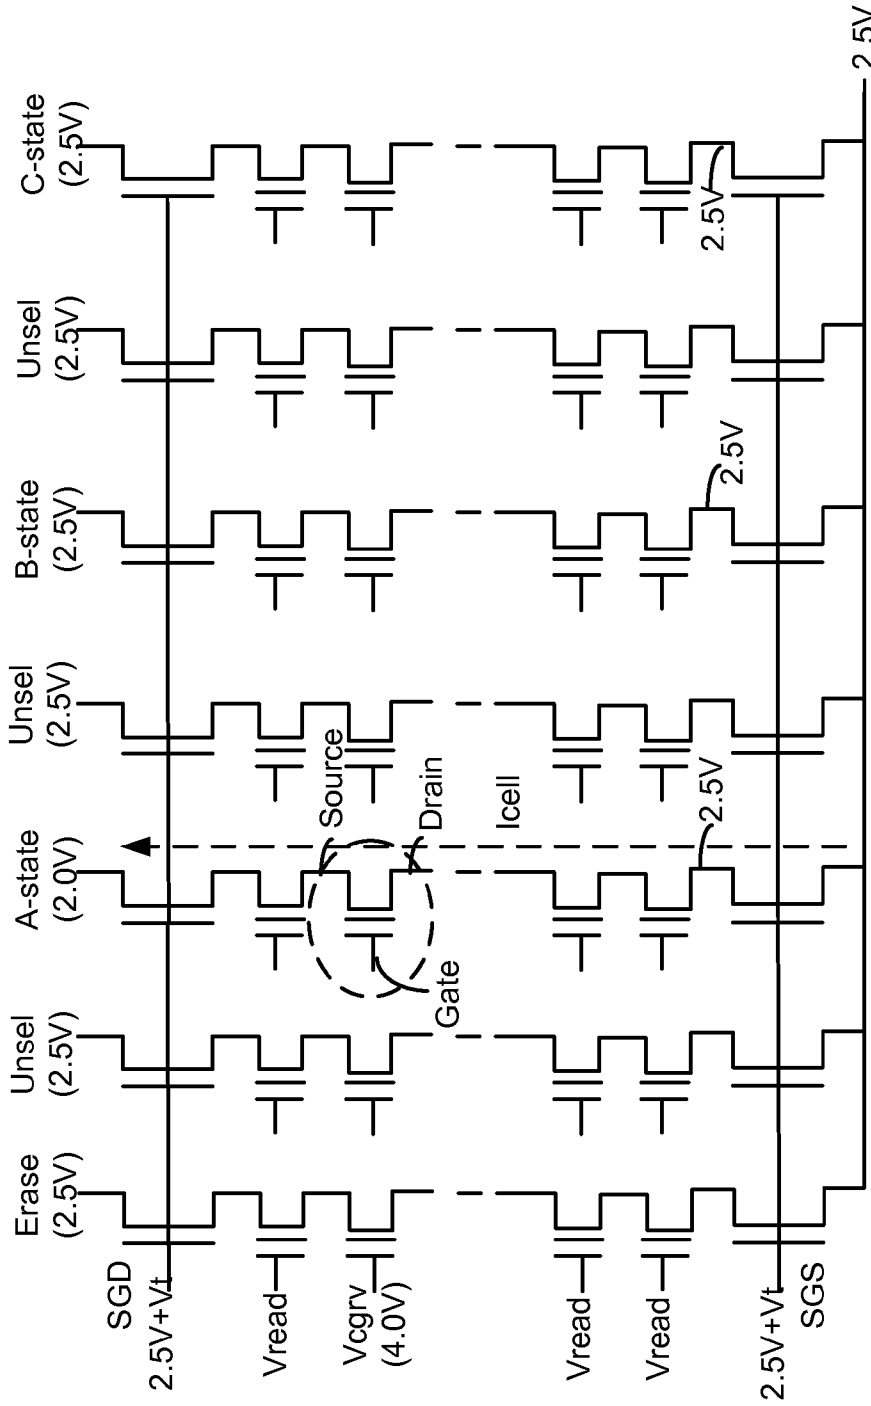 Erase
(2.5V)
Unsel
(2.5V)
A-state
(2.0V)
Unsel
(2.5V)
B-state
(2.5V)
Unsel
(2.5V)
C-state
(2.5V)
SGD
2.5V+Vt
Vread
Vcgrv
(4.0V)
Source
Drain
Gate
Icell
Vread
Vread
2.5V
2.5V
2.5V
2.5V+Vt
SGS
2.5V